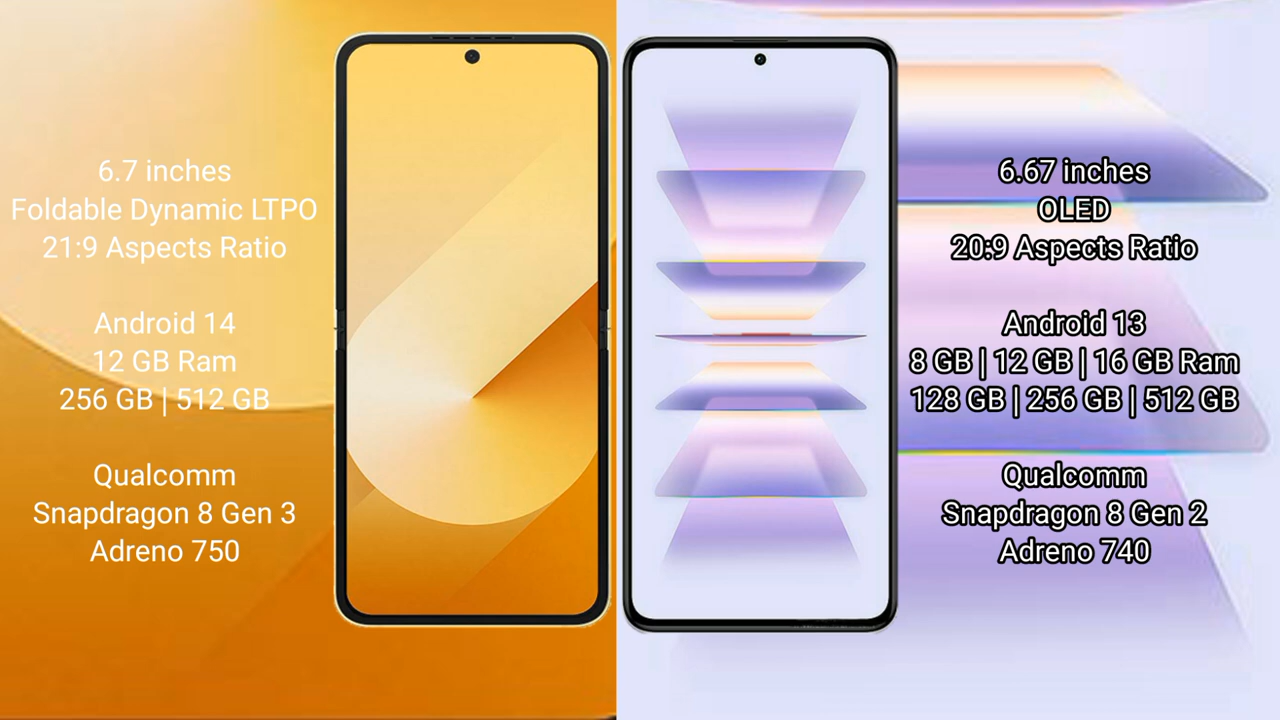 6.7 inches
Foldable Dynamic LTPO
21:9 Aspects Ratio
Android 14
12 GB Ram
256 GB | 512 GB
Qualcomm
Snapdragon 8 Gen 3
Adreno 750
6.67 inches
OLED
20:9 Aspects Ratio
Android 13
8 GB | 12 GB | 16 GB Ram
128 GB | 256 GB | 512 GB
Qualcomm
Snapdragon 8 Gen 2
Adreno 740